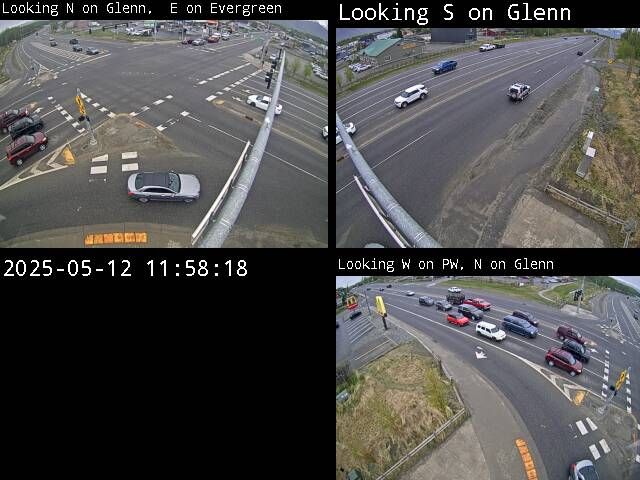 Looking N on Glenn,  E on Evergreen
Looking S on Glenn
2025-05-12 11:58:18
Looking W on PW, N on Glenn